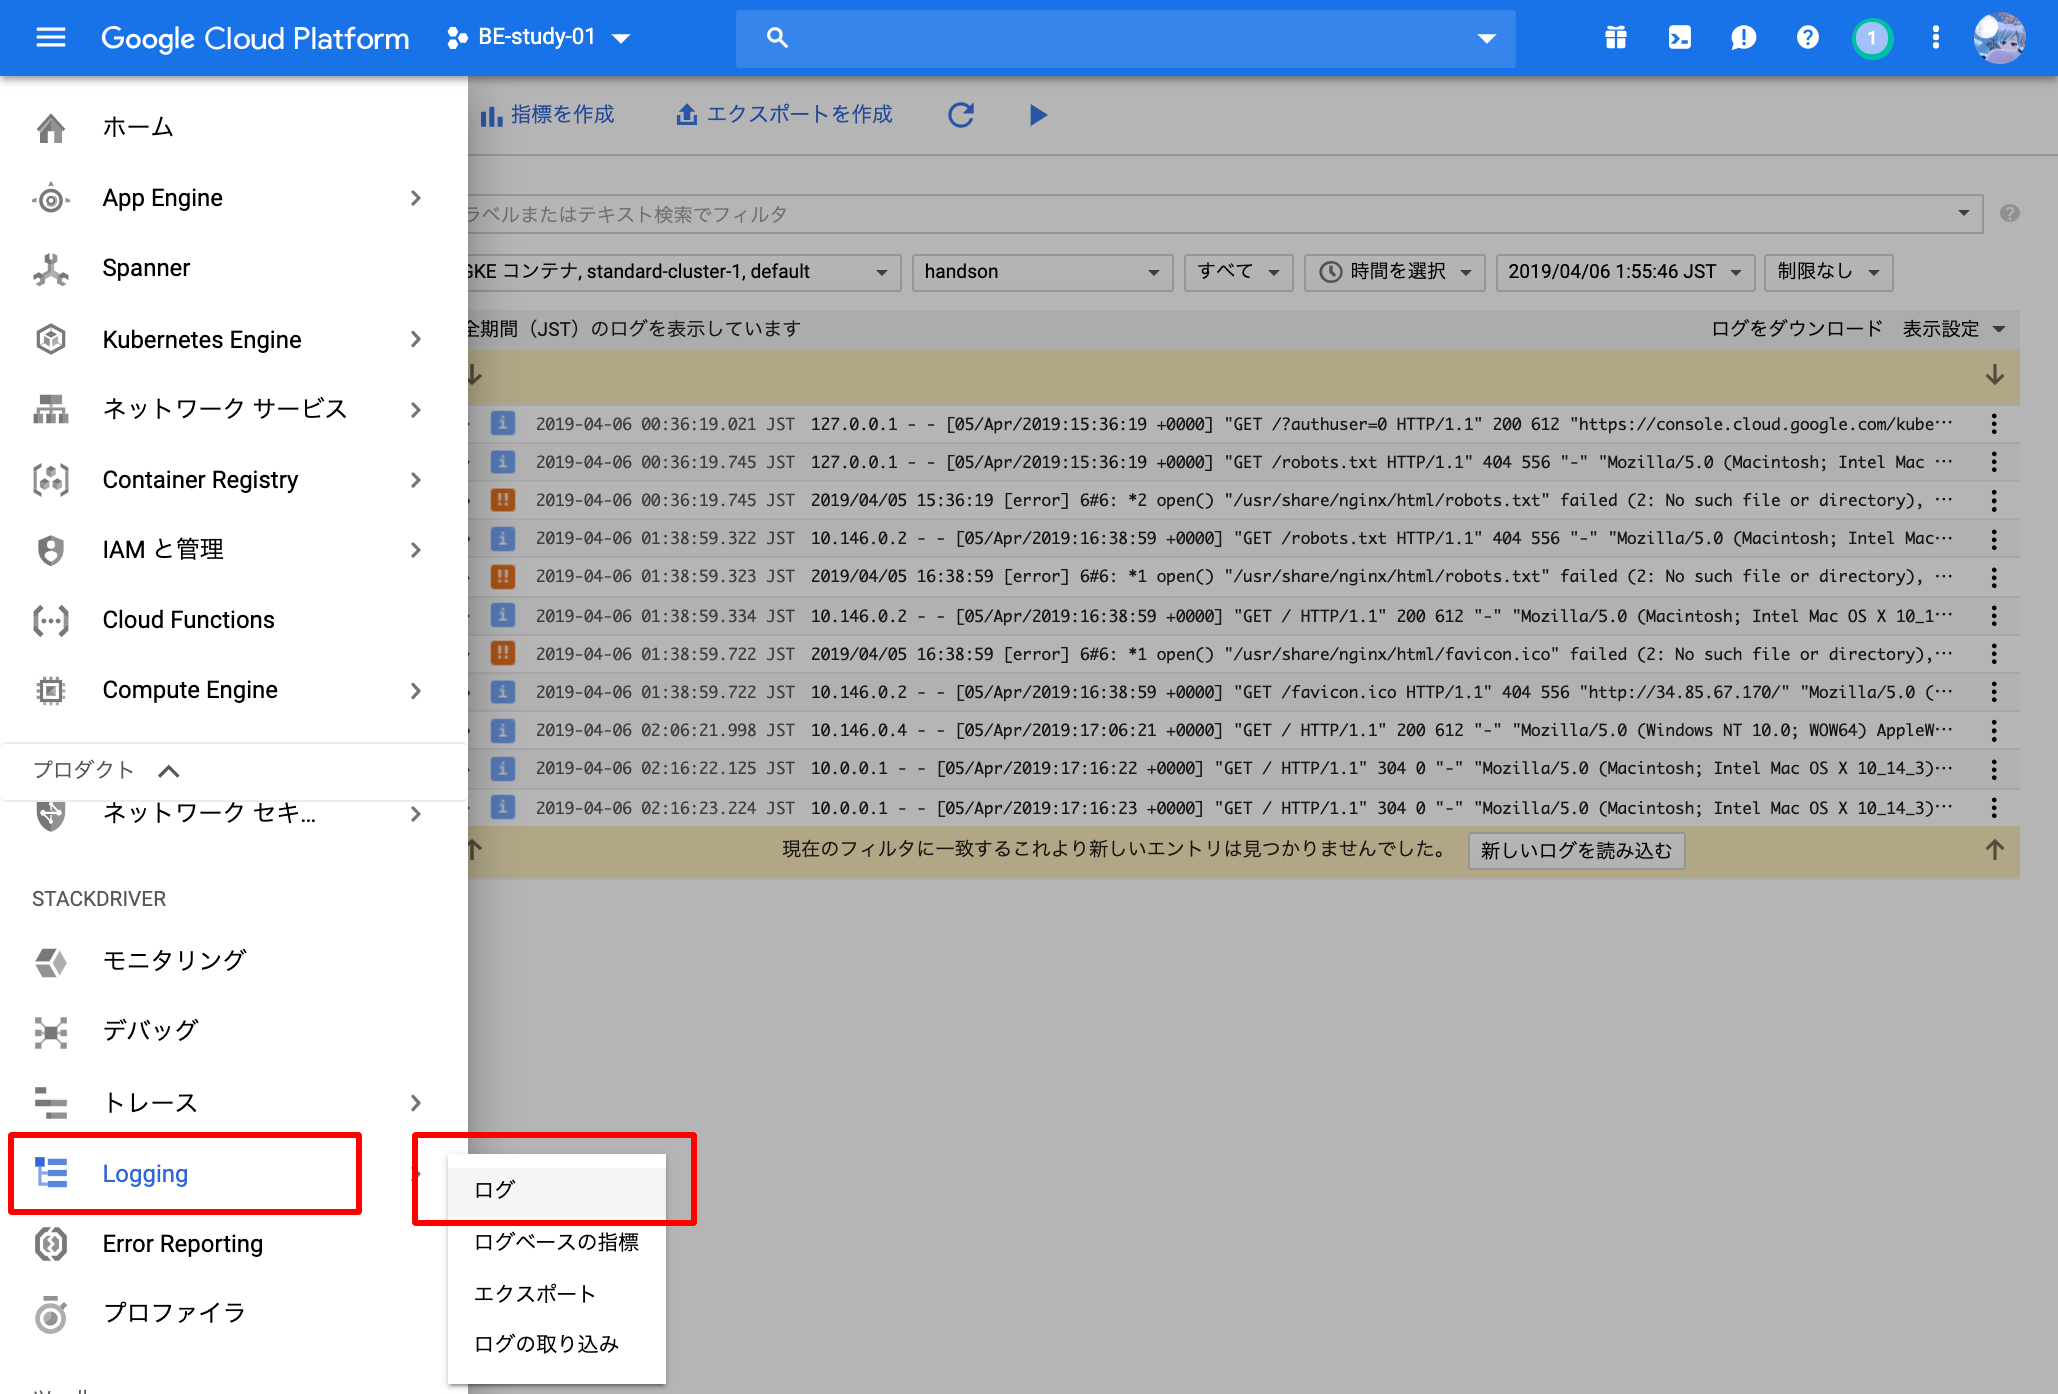 Google Cloud Platform
BE-study-01
1
ホーム
App Engine
Spanner
Kubernetes Engine
ネットワーク サービス
Container Registry
IAM と管理
Cloud Functions
Compute Engine
プロダクト
ネットワーク セキ...
STACKDRIVER
モニタリング
デバッグ
トレース
Logging
Error Reporting
プロファイラ
ログ
ログベースの指標
エクスポート
ログの取り込み
指標を作成
エクスポートを作成
ラベルまたはテキスト検索でフィルタ
GKE コンテナ, standard-cluster-1, default
handson
すべて
時間を選択
2019/04/06 1:55:46 JST
制限なし
全期間（JST）のログを表示しています
ログをダウンロード
表示設定
2019-04-06 00:36:19.021 JST 127.0.0.1 - - [05/Apr/2019:15:36:19 +0000] "GET /?authuser=0 HTTP/1.1" 200 612 "https://console.cloud.google.com/kube…
2019-04-06 00:36:19.745 JST 127.0.0.1 - - [05/Apr/2019:15:36:19 +0000] "GET /robots.txt HTTP/1.1" 404 556 "-" "Mozilla/5.0 (Macintosh; Intel Mac …
2019-04-06 00:36:19.745 JST 2019/04/05 15:36:19 [error] 6#6: *2 open() "/usr/share/nginx/html/robots.txt" failed (2: No such file or directory), …
2019-04-06 01:38:59.322 JST 10.146.0.2 - - [05/Apr/2019:16:38:59 +0000] "GET /robots.txt HTTP/1.1" 404 556 "-" "Mozilla/5.0 (Macintosh; Intel Mac…
2019-04-06 01:38:59.323 JST 2019/04/05 16:38:59 [error] 6#6: *1 open() "/usr/share/nginx/html/robots.txt" failed (2: No such file or directory), …
2019-04-06 01:38:59.334 JST 10.146.0.2 - - [05/Apr/2019:16:38:59 +0000] "GET / HTTP/1.1" 200 612 "-" "Mozilla/5.0 (Macintosh; Intel Mac OS X 10_1…
2019-04-06 01:38:59.722 JST 2019/04/05 16:38:59 [error] 6#6: *1 open() "/usr/share/nginx/html/favicon.ico" failed (2: No such file or directory),…
2019-04-06 01:38:59.722 JST 10.146.0.2 - - [05/Apr/2019:16:38:59 +0000] "GET /favicon.ico HTTP/1.1" 404 556 "http://34.85.67.170/" "Mozilla/5.0 (…
2019-04-06 02:06:21.998 JST 10.146.0.4 - - [05/Apr/2019:17:06:21 +0000] "GET / HTTP/1.1" 200 612 "-" "Mozilla/5.0 (Windows NT 10.0; WOW64) AppleW…
2019-04-06 02:16:22.125 JST 10.0.0.1 - - [05/Apr/2019:17:16:22 +0000] "GET / HTTP/1.1" 304 0 "-" "Mozilla/5.0 (Macintosh; Intel Mac OS X 10_14_3)…
2019-04-06 02:16:23.224 JST 10.0.0.1 - - [05/Apr/2019:17:16:23 +0000] "GET / HTTP/1.1" 304 0 "-" "Mozilla/5.0 (Macintosh; Intel Mac OS X 10_14_3)…
現在のフィルタに一致するこれより新しいエントリは見つかりませんでした。
新しいログを読み込む